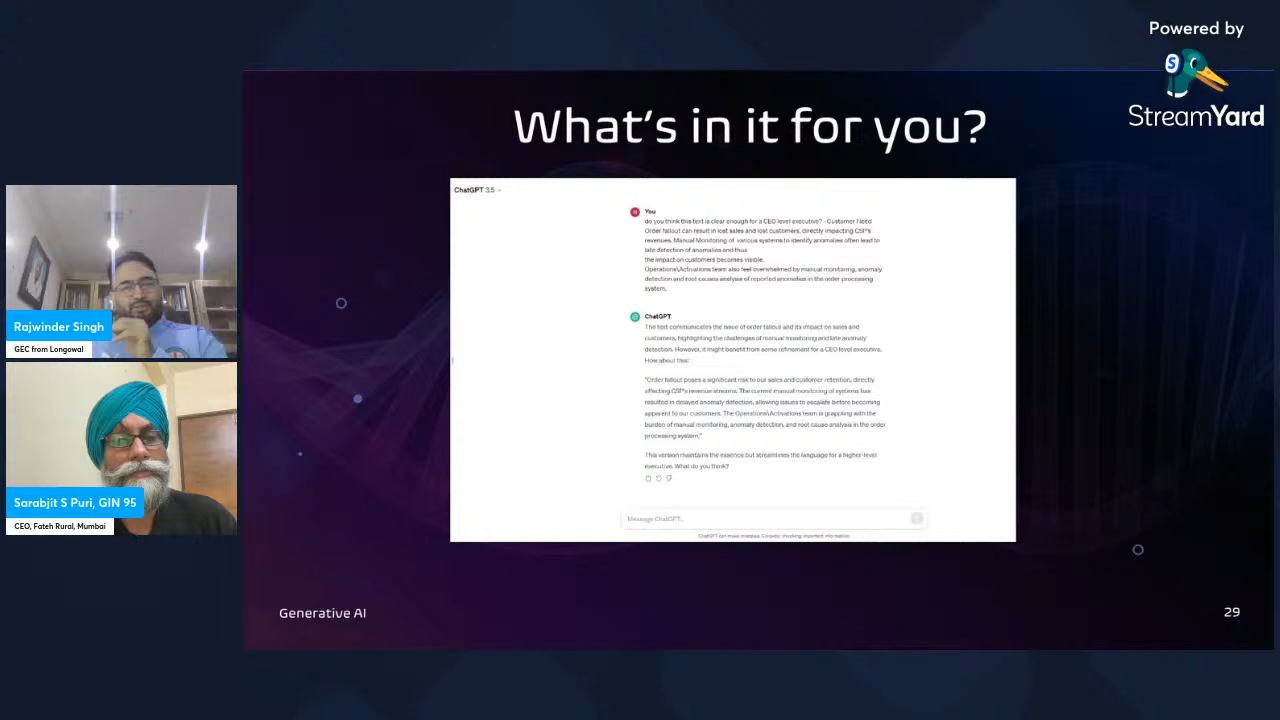 Powered by
StreamYard
What's in it for you?
ChatGPT 3.5
You
do you think this text is clear enough for a CEO level executive? - Customer Need
Order fallout can result in lost sales and lost customers, directly impacting CSP's
revenues. Manual Monitoring of various systems to identify anomalies often lead to
late detection of anomalies and thus
the impact on customers becomes visible.
Operations\Activations team also feel overwhelmed by manual monitoring, anomaly
detection and root causes analysis of reported anomalies in the order processing
system.
ChatGPT
The text communicates the issue of order fallout and its impact on sales and
customers, highlighting the challenges of manual monitoring and late anomaly
detection. However, it might benefit from some refinement for a CEO level executive.
How about this:
"Order fallout poses a significant risk to our sales and customer retention, directly
affecting CSP's revenue streams. The current manual monitoring of systems has
resulted in delayed anomaly detection, allowing issues to escalate before becoming
apparent to our customers. The Operations\Activations team is grappling with the
burden of manual monitoring, anomaly detection, and root cause analysis in the order
processing system."
This version maintains the essence but streamlines the language for a higher-level
executive. What do you think?
Message ChatGPT...
ChatGPT can make mistakes. Consider checking important information.
Rajwinder Singh
GEC from Longowal
Sarabjit S Puri, GIN 95
CEO, Fateh Rural, Mumbai
Generative AI
29